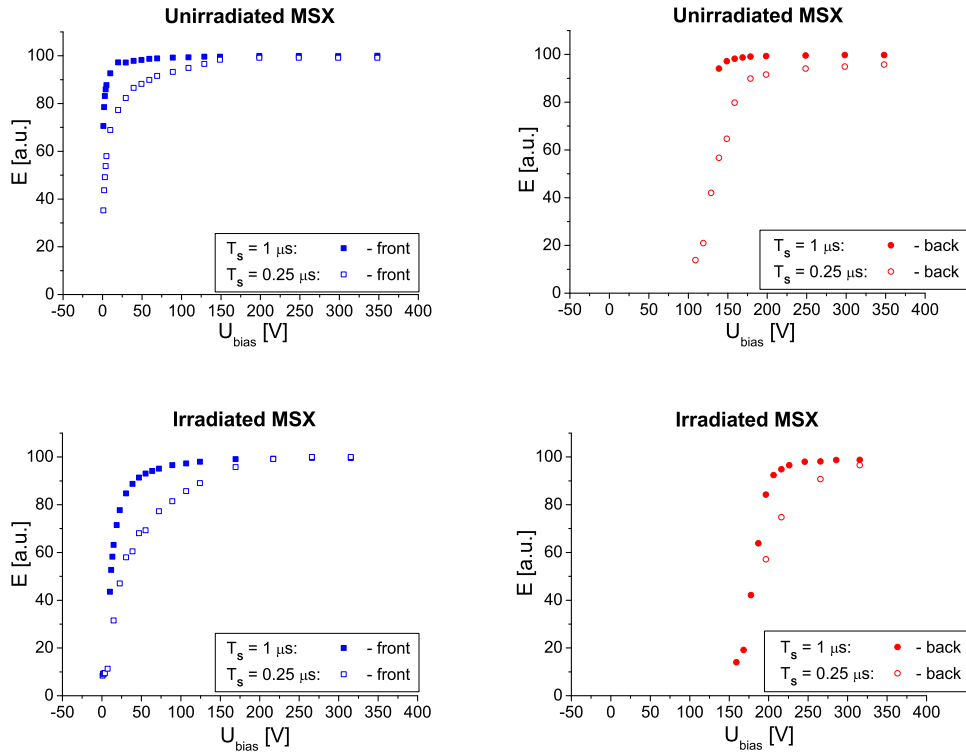 Unirradiated MSX
100
80
60
40
20
0
E [a.u.]
T_s = 1 μs: - front
T_s = 0.25 μs: - front
-50 0 50 100 150 200 250 300 350 400
U_bias [V]
Unirradiated MSX
100
80
60
40
20
0
E [a.u.]
T_s = 1 μs: - back
T_s = 0.25 μs: - back
-50 0 50 100 150 200 250 300 350 400
U_bias [V]
Irradiated MSX
100
80
60
40
20
0
E [a.u.]
T_s = 1 μs: - front
T_s = 0.25 μs: - front
-50 0 50 100 150 200 250 300 350 400
U_bias [V]
Irradiated MSX
100
80
60
40
20
0
E [a.u.]
T_s = 1 μs: - back
T_s = 0.25 μs: - back
-50 0 50 100 150 200 250 300 350 400
U_bias [V]